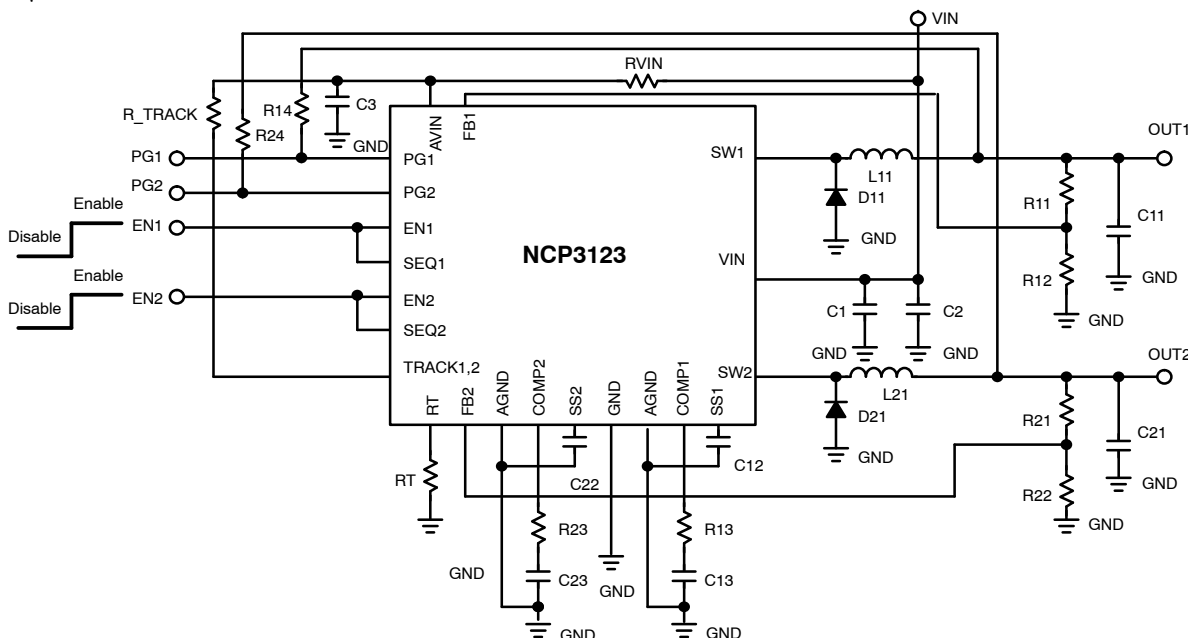 VIN
RVIN
R_TRACK
R14
C3
R24
GND
AVIN
FB1
OUT1
PG1
PG1
SW1
L11
PG2
PG2
D11
R11
C11
Enable
EN1
EN1
Disable
GND
SEQ1
NCP3123
VIN
R12
GND
Enable
EN2
EN2
C1
C2
Disable
SEQ2
GND
GND
GND
OUT2
TRACK1,2
SW2
L21
RT
FB2
AGND
COMP2
SS2
GND
AGND
COMP1
SS1
D21
R21
C21
GND
RT
C22
C12
R22
GND
GND
R23
R13
GND
C23
GND
C13
GND
GND